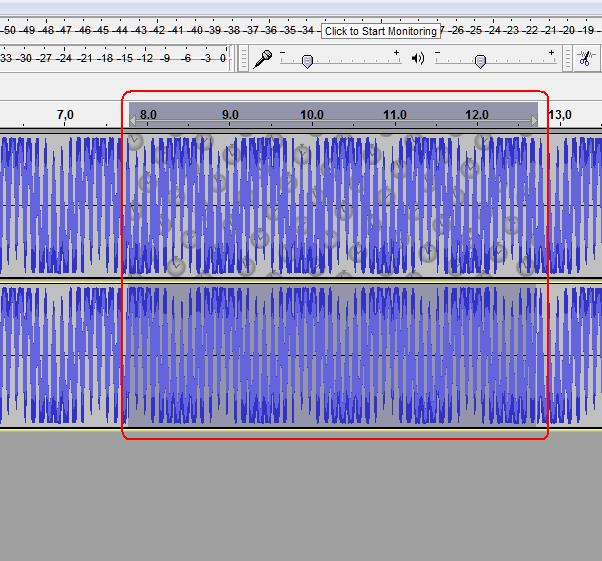 -50 -49 -48 -47 -46 -45 -44 -43 -42 -41 -40 -39 -38 -37 -36 -35 -34 Click to Start Monitoring 7 -26 -25 -24 -23 -22 -21 -20 -19
33 -30 -27 -24 -21 -18 -15 -12 -9 -6 -3 0 - + - +
7,0 8.0 9.0 10.0 11.0 12.0 13,0